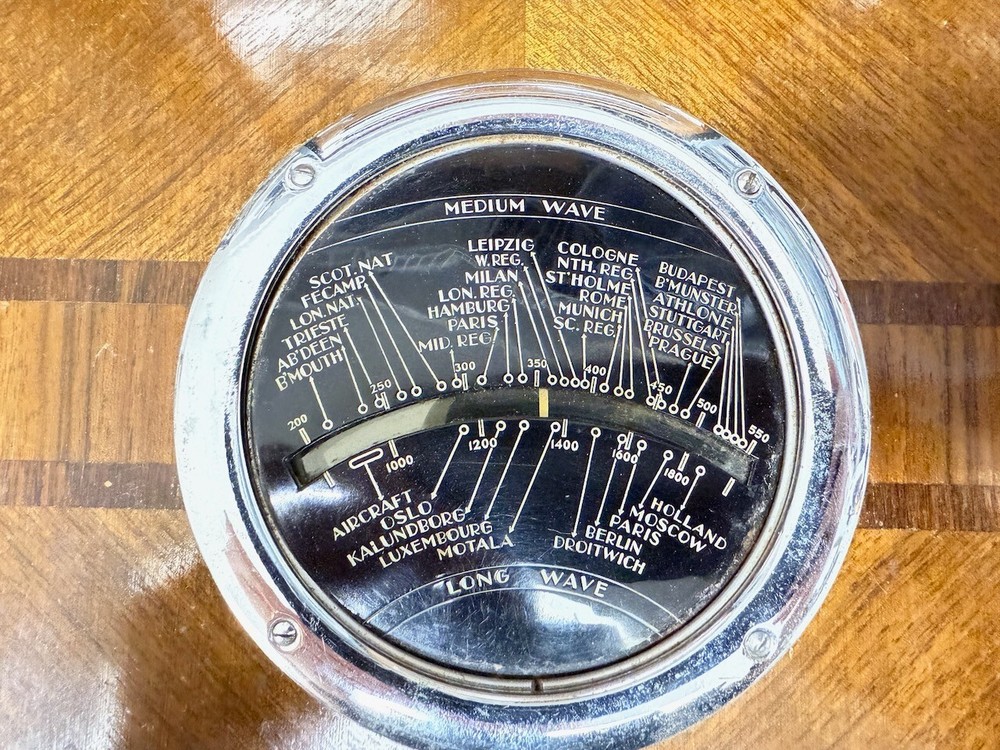 MEDIUM WAVE
SCOT. NAT
FECAMP
LON. NAT.
TRIESTE
AB'DEEN
B'MOUTH
LEIPZIG
W. REG.
MILAN
LON. REG.
HAMBURG
PARIS
MID. REG.
COLOGNE
NTH. REG.
ST'HOLME
ROME
MUNICH
SC. REG.
BUDAPEST
B'MUNSTER
ATHLONE
STUTTGART
BRUSSELS
PRAGUE
200 250 300 350 400 450 500 550
1000 1200 1400 1600 1800
AIRCRAFT
OSLO
KALUNDBORG
LUXEMBOURG
MOTALA
HOLLAND
MOSCOW
PARIS
BERLIN
DROITWICH
LONG WAVE